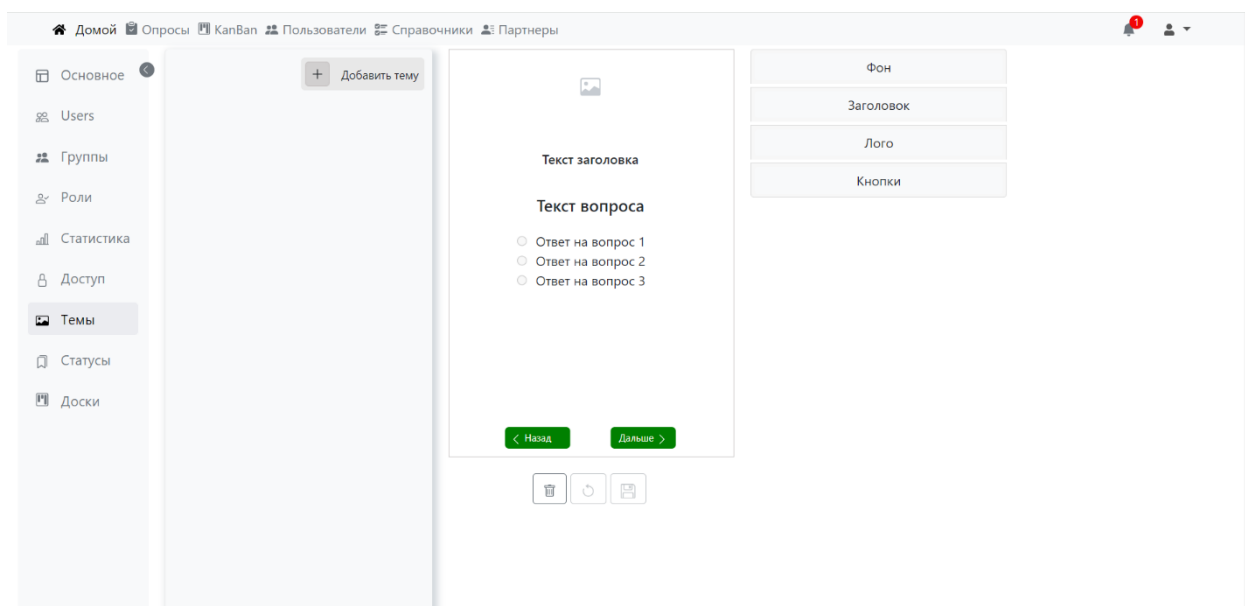 Домой Опросы KanBan Пользователи Справочники Партнеры 1
Основное
Users
Группы
Роли
Статистика
Доступ
Темы
Статусы
Доски
+ Добавить тему
Текст заголовка
Текст вопроса
Ответ на вопрос 1
Ответ на вопрос 2
Ответ на вопрос 3
Назад Дальше
Фон
Заголовок
Лого
Кнопки